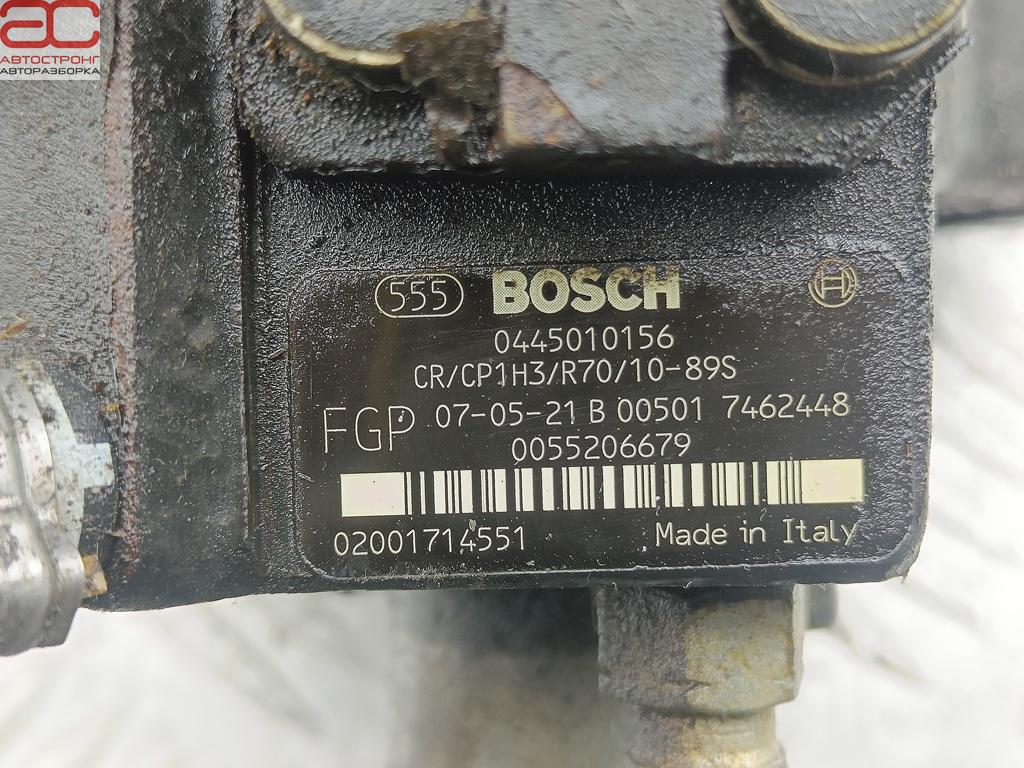 АС
АВТОСТРОНГ
АВТОРАЗБОРКА
555 BOSCH H
0445010156
CR/CP1H3/R70/10-89S
FGP 07-05-21 B 00501 7462448
0055206679
02001714551 Made in Italy